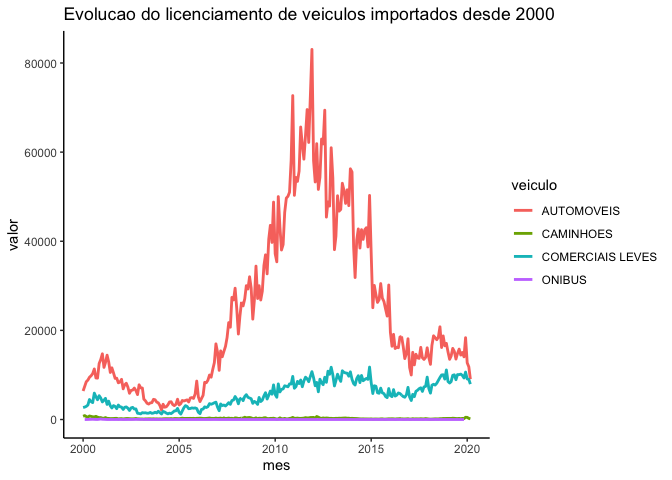 Evolucao do licenciamento de veiculos importados desde 2000
valor
80000
60000
40000
20000
0
2000 2005 2010 2015 2020
mes
veiculo
AUTOMOVEIS
CAMINHOES
COMERCIAIS LEVES
ONIBUS